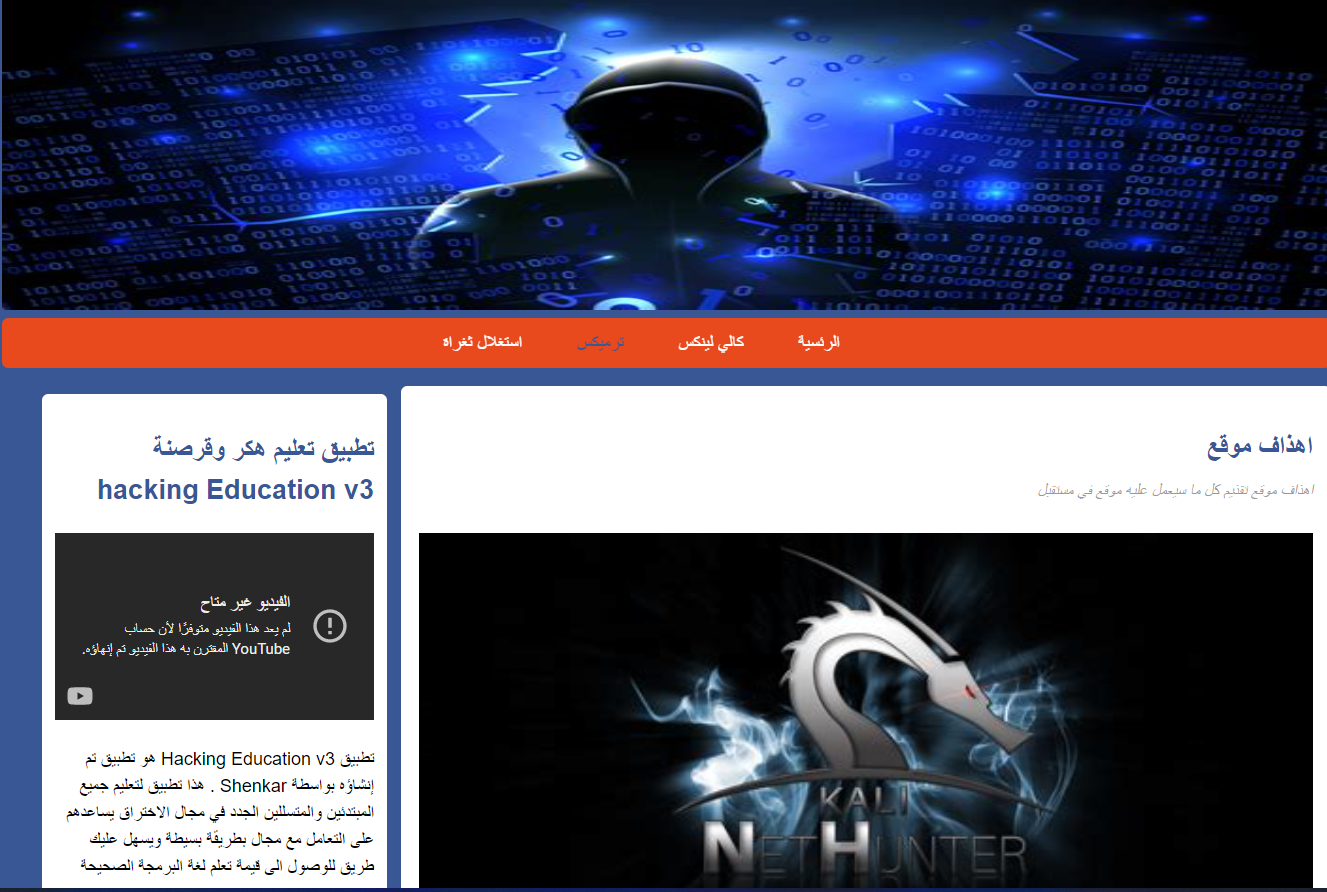 الرئسية
كالي لينكس
ترميكس
استغلال ثغراة
اهذاف موقع
اهذاف موقع تقذيم كل ما سيعمل عليه موقع في مستقبل
KALI
NETHUNTER
تطبيق تعليم هكر وقرصنة
hacking Education v3
الفيديو غير متاح
لم يعد هذا الفيديو متوفرًا لأن حساب
YouTube المقترن به هذا الفيديو تم إنهاؤه.
تطبيق Hacking Education v3 هو تطبيق تم
إنشاؤه بواسطة Shenkar . هذا تطبيق لتعليم جميع
المبتدئين والمتسللين الجدد في مجال الاختراق يساعدهم
على التعامل مع مجال بطريقة بسيطة ويسهل عليك
طريق للوصول الى قيمة تعلم لغة البرمجة الصحيحة